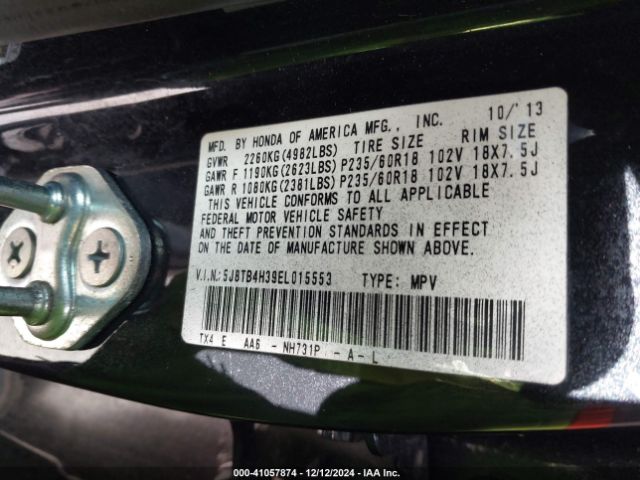 MFD. BY HONDA OF AMERICA MFG., INC. 10/'13
GVWR 2260KG(4982LBS) TIRE SIZE RIM SIZE
GAWR F 1190KG(2623LBS) P235/60R18 102V 18X7.5J
GAWR R 1080KG(2381LBS) P235/60R18 102V 18X7.5J
THIS VEHICLE CONFORMS TO ALL APPLICABLE
FEDERAL MOTOR VEHICLE SAFETY
AND THEFT PREVENTION STANDARDS IN EFFECT
ON THE DATE OF MANUFACTURE SHOWN ABOVE.
V.I.N.: 5J8TB4H39EL015553 TYPE: MPV
TX4 E AA6 - NH731P - A - L
000-41057874 | 12/12/2024 | IAA Inc.